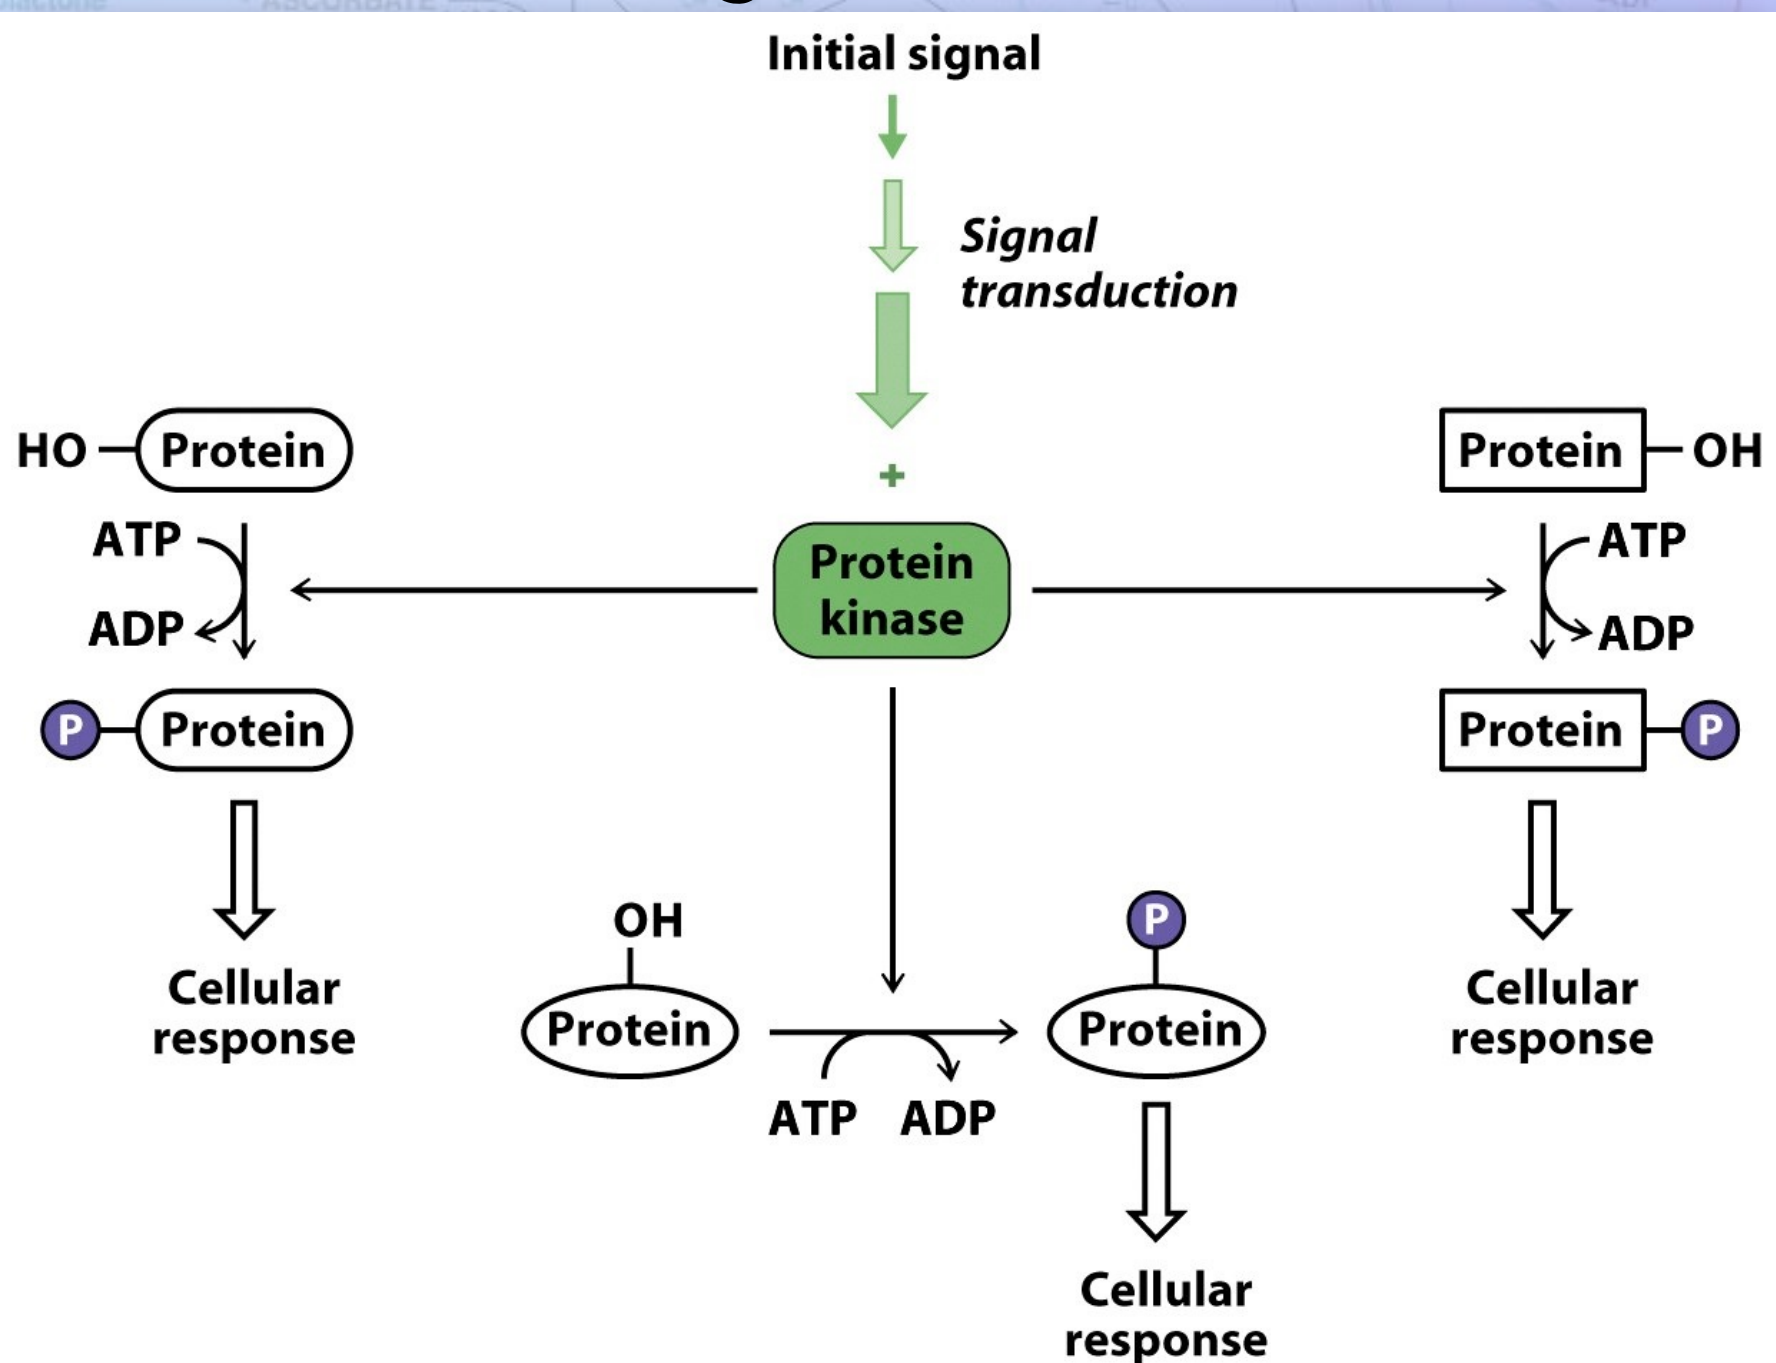 ASCORBATE
Initial signal
Signal
transduction
+
HO
Protein
Protein
OH
ATP
ADP
Protein
kinase
ATP
ADP
P
Protein
Protein
P
Cellular
response
OH
Protein
P
Protein
ATP
ADP
Cellular
response
Cellular
response